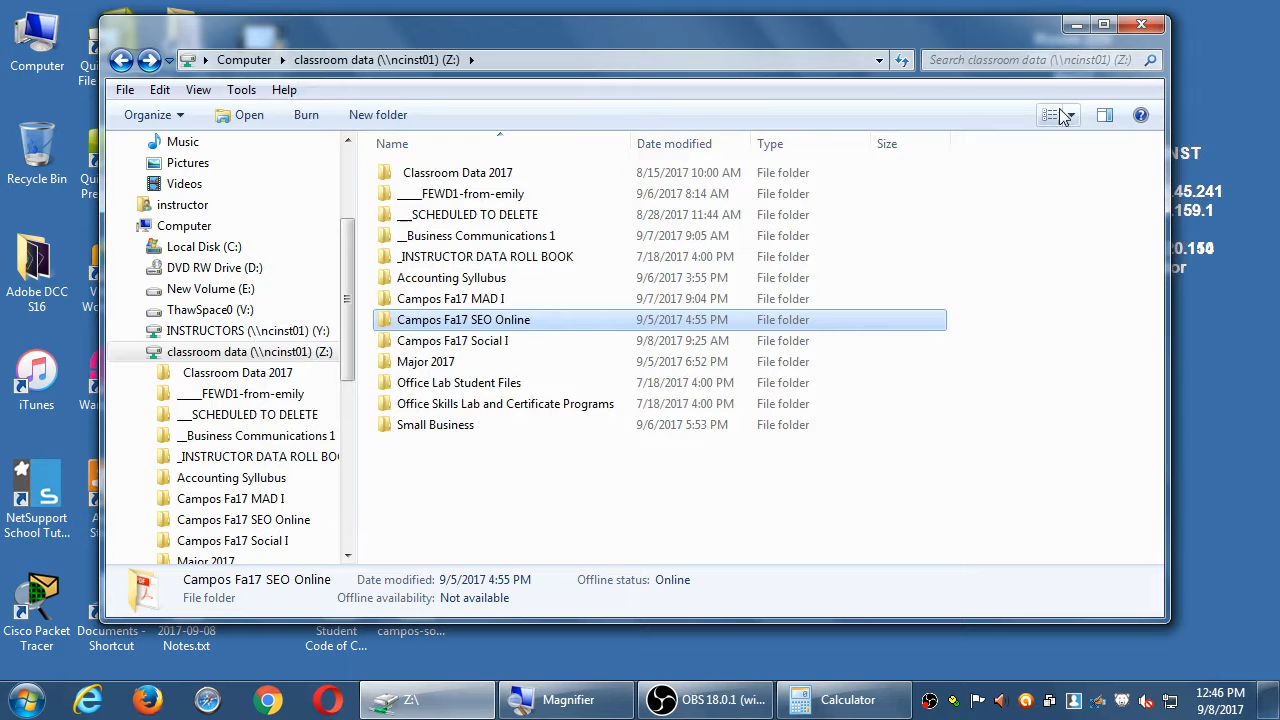 Computer
Recycle Bin
Adobe DCC
S16
iTunes
NetSupport
School Tut...
Cisco Packet
Tracer
Documents -
Shortcut
2017-09-08
Notes.txt
Student
Code of C...
campos-so...
Computer
classroom data (\\ncinst01) (Z:)
Search classroom data (\\ncinst01) (Z:)
File Edit View Tools Help
Organize Open Burn New folder
Music
Pictures
Videos
instructor
Computer
Local Disk (C:)
DVD RW Drive (D:)
New Volume (E:)
ThawSpace0 (V:)
INSTRUCTORS (\\ncinst01) (Y:)
classroom data (\\ncinst01) (Z:)
Classroom Data 2017
____FEWD1-from-emily
___SCHEDULED TO DELETE
__Business Communications 1
_INSTRUCTOR DATA ROLL BO
Accounting Syllubus
Campos Fa17 MAD I
Campos Fa17 SEO Online
Campos Fa17 Social I
Major 2017
Name Date modified Type Size
Classroom Data 2017 8/15/2017 10:00 AM File folder
____FEWD1-from-emily 9/6/2017 8:14 AM File folder
___SCHEDULED TO DELETE 8/28/2017 11:44 AM File folder
__Business Communications 1 9/7/2017 9:05 AM File folder
_INSTRUCTOR DATA ROLL BOOK 7/18/2017 4:00 PM File folder
Accounting Syllubus 9/6/2017 3:55 PM File folder
Campos Fa17 MAD I 9/7/2017 9:04 PM File folder
Campos Fa17 SEO Online 9/5/2017 4:55 PM File folder
Campos Fa17 Social I 9/8/2017 9:25 AM File folder
Major 2017 9/5/2017 6:52 PM File folder
Office Lab Student Files 7/18/2017 4:00 PM File folder
Office Skills Lab and Certificate Programs 7/18/2017 4:00 PM File folder
Small Business 9/6/2017 5:53 PM File folder
Campos Fa17 SEO Online Date modified: 9/5/2017 4:55 PM Offline status: Online
File folder Offline availability: Not available
NST
45.241
159.1
or
Z:\
Magnifier
OBS 18.0.1 (wi...
Calculator
12:46 PM
9/8/2017